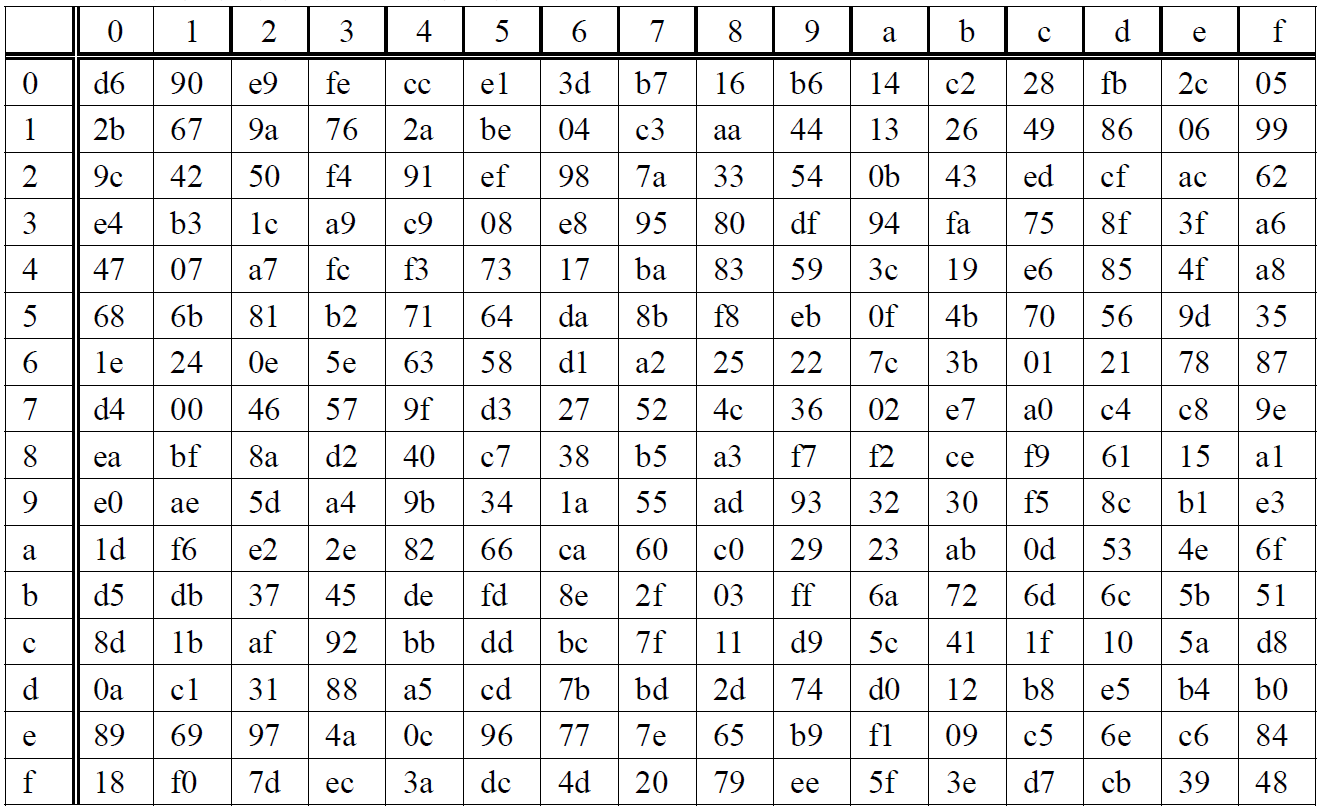 0 1 2 3 4 5 6 7 8 9 a b c d e f
0 d6 90 e9 fe cc e1 3d b7 16 b6 14 c2 28 fb 2c 05
1 2b 67 9a 76 2a be 04 c3 aa 44 13 26 49 86 06 99
2 9c 42 50 f4 91 ef 98 7a 33 54 0b 43 ed cf ac 62
3 e4 b3 1c a9 c9 08 e8 95 80 df 94 fa 75 8f 3f a6
4 47 07 a7 fc f3 73 17 ba 83 59 3c 19 e6 85 4f a8
5 68 6b 81 b2 71 64 da 8b f8 eb 0f 4b 70 56 9d 35
6 1e 24 0e 5e 63 58 d1 a2 25 22 7c 3b 01 21 78 87
7 d4 00 46 57 9f d3 27 52 4c 36 02 e7 a0 c4 c8 9e
8 ea bf 8a d2 40 c7 38 b5 a3 f7 f2 ce f9 61 15 a1
9 e0 ae 5d a4 9b 34 1a 55 ad 93 32 30 f5 8c b1 e3
a 1d f6 e2 2e 82 66 ca 60 c0 29 23 ab 0d 53 4e 6f
b d5 db 37 45 de fd 8e 2f 03 ff 6a 72 6d 6c 5b 51
c 8d 1b af 92 bb dd bc 7f 11 d9 5c 41 1f 10 5a d8
d 0a c1 31 88 a5 cd 7b bd 2d 74 d0 12 b8 e5 b4 b0
e 89 69 97 4a 0c 96 77 7e 65 b9 f1 09 c5 6e c6 84
f 18 f0 7d ec 3a dc 4d 20 79 ee 5f 3e d7 cb 39 48